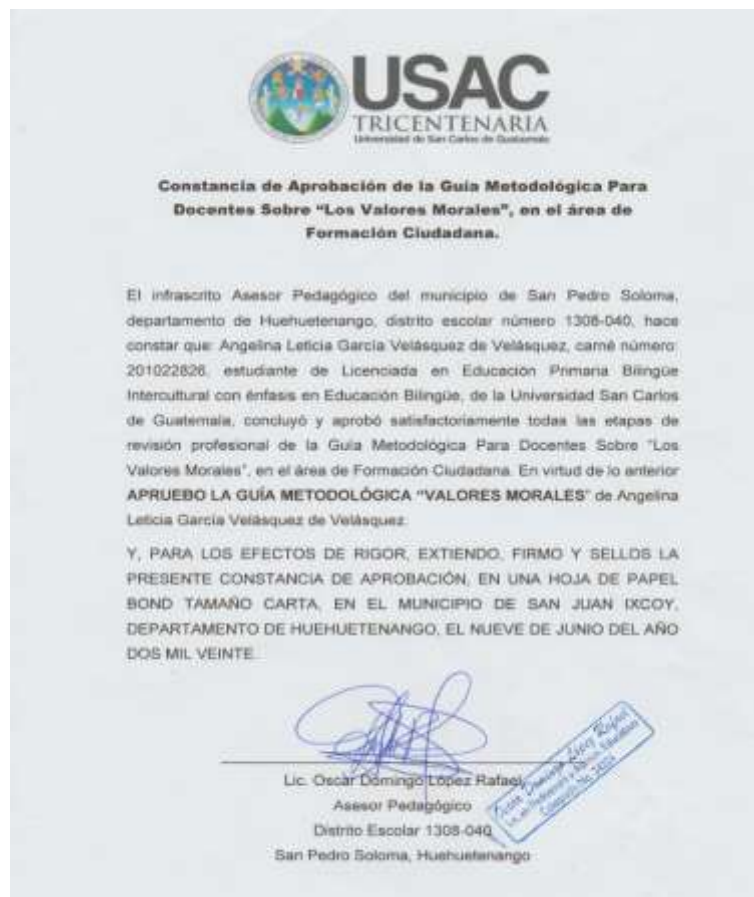 USAC
TRICENTENARIA
Universidad de San Carlos de Guatemala
Constancia de Aprobación de la Guía Metodológica Para
Docentes Sobre “Los Valores Morales”, en el área de
Formación Ciudadana.
El infrascrito Asesor Pedagógico del municipio de San Pedro Soloma,
departamento de Huehuetenango, distrito escolar número 1308-040, hace
constar que: Angelina Leticia García Velásquez de Velásquez, carné número:
201022826, estudiante de Licenciada en Educación Primaria Bilingüe
Intercultural con énfasis en Educación Bilingüe, de la Universidad San Carlos
de Guatemala, concluyó y aprobó satisfactoriamente todas las etapas de
revisión profesional de la Guía Metodológica Para Docentes Sobre “Los
Valores Morales”, en el área de Formación Ciudadana. En virtud de lo anterior
APRUEBO LA GUÍA METODOLÓGICA “VALORES MORALES” de Angelina
Leticia García Velásquez de Velásquez.
Y, PARA LOS EFECTOS DE RIGOR, EXTIENDO, FIRMO Y SELLOS LA
PRESENTE CONSTANCIA DE APROBACIÓN, EN UNA HOJA DE PAPEL
BOND TAMAÑO CARTA, EN EL MUNICIPIO DE SAN JUAN IXCOY,
DEPARTAMENTO DE HUEHUETENANGO, EL NUEVE DE JUNIO DEL AÑO
DOS MIL VEINTE.
Lic. Oscar Domingo López Rafael
Asesor Pedagógico
Distrito Escolar 1308-040
San Pedro Soloma, Huehuetenango
Oscar Domingo López Rafael